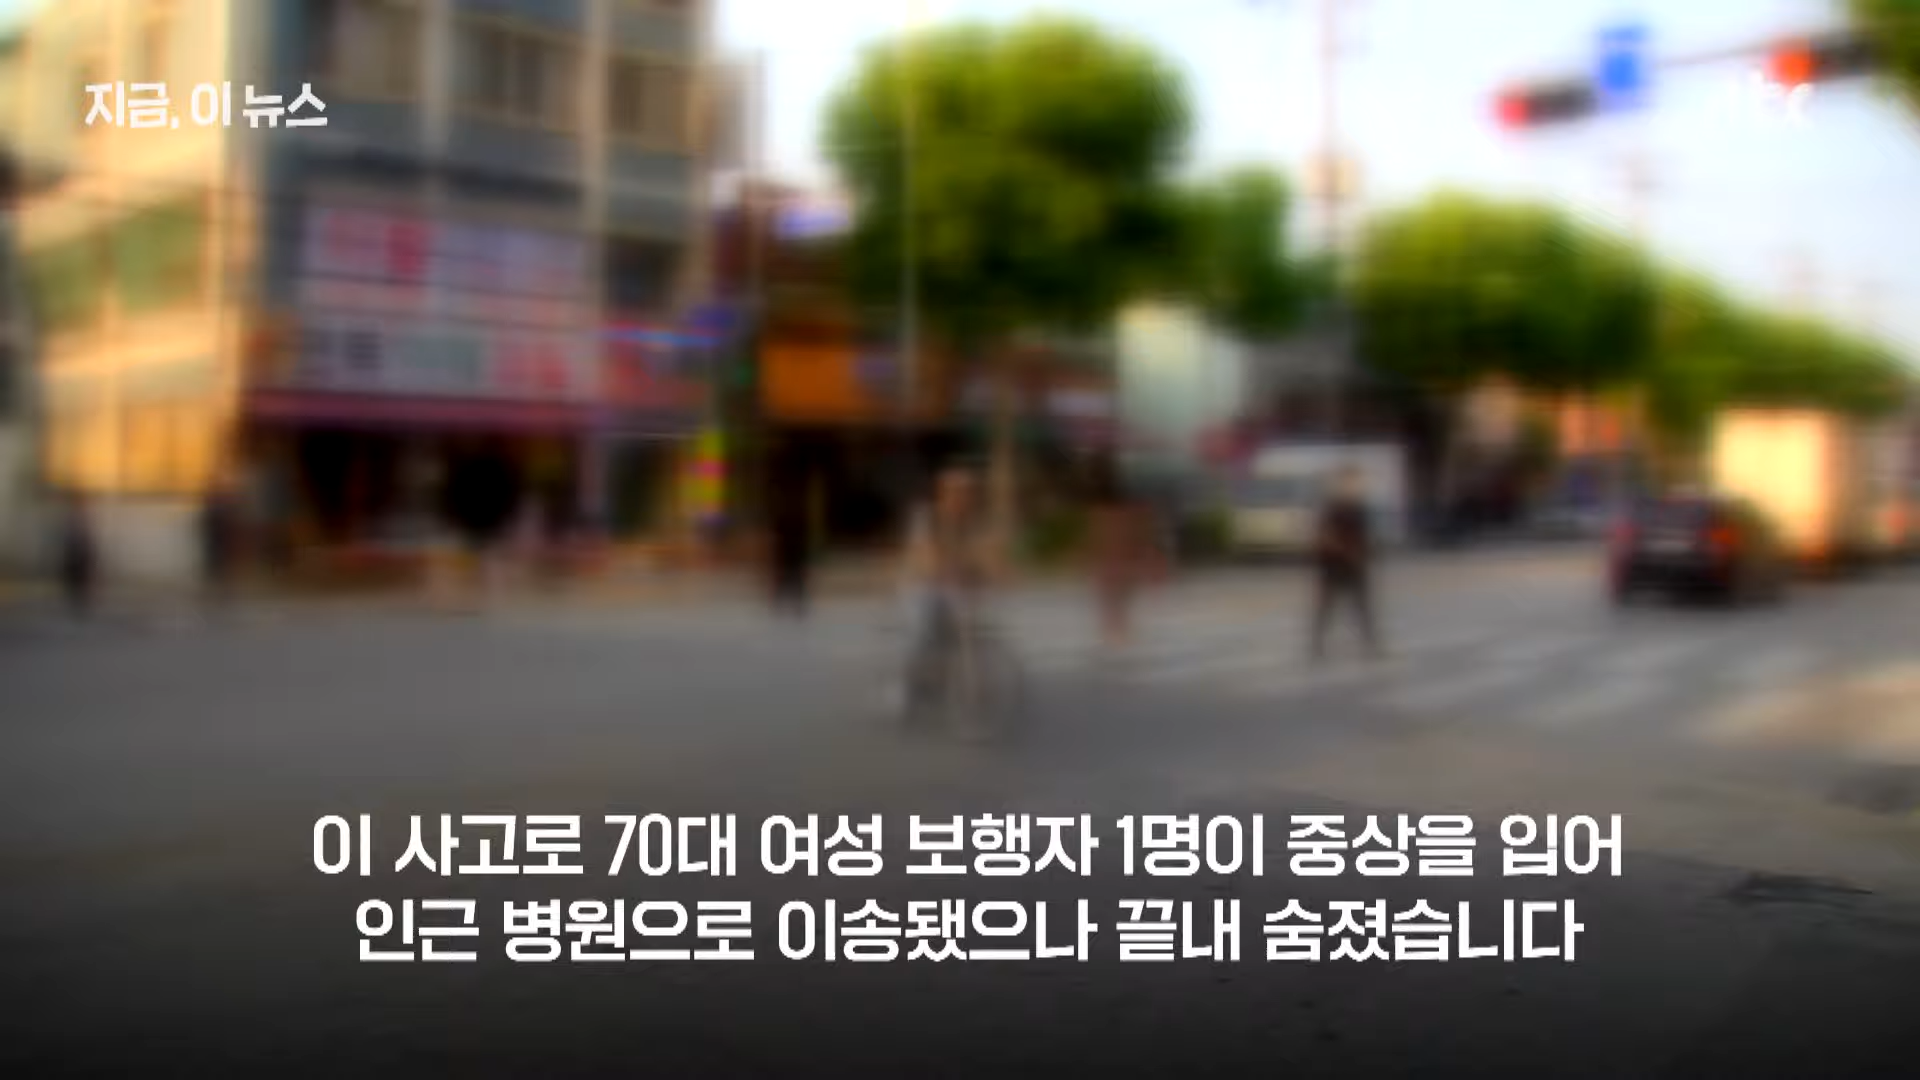 지금, 이 뉴스
이 사고로 70대 여성 보행자 1명이 중상을 입어
인근 병원으로 이송됐으나 끝내 숨졌습니다